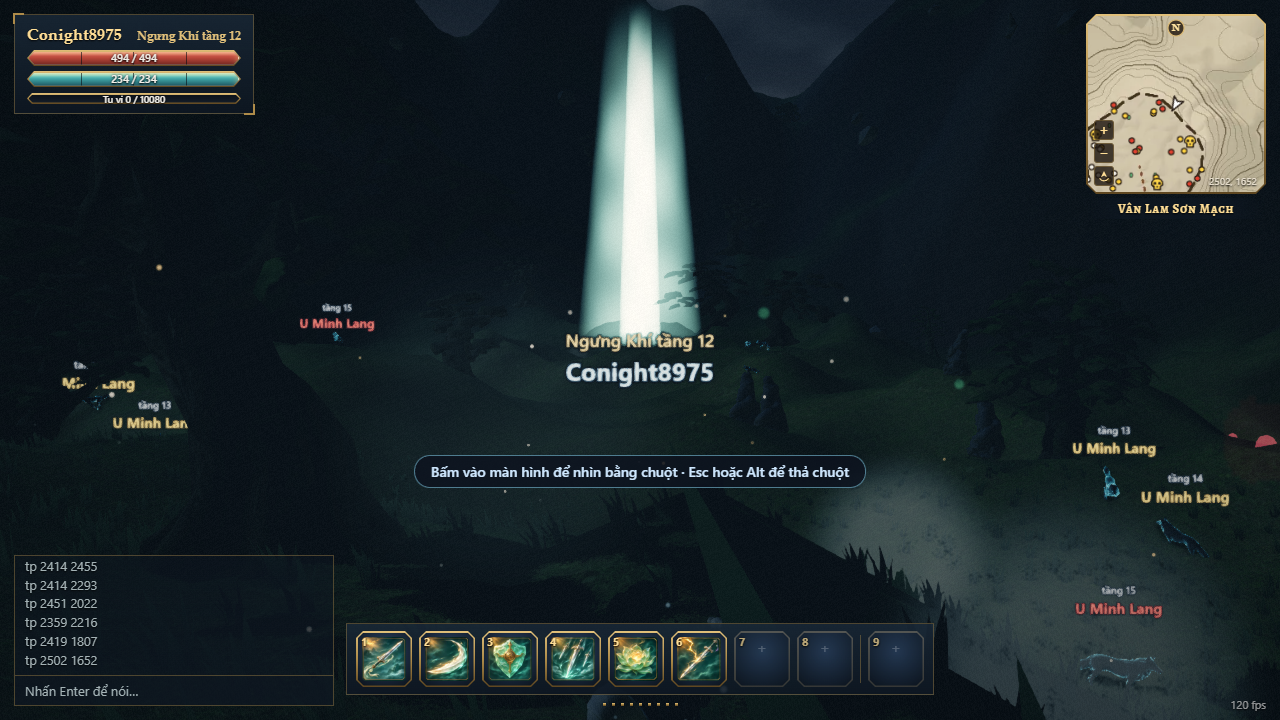 Conight8975 Ngưng Khí tầng 12
494 / 494
234 / 234
Tu vi 0 / 10080
N
+
−
2502, 1652
Vân Lam Sơn Mạch
tầng 15
U Minh Lang
Ngưng Khí tầng 12
Conight8975
Lang
tầng 13
U Minh Lan
tầng 13
U Minh Lang
tầng 14
U Minh Lang
Bấm vào màn hình để nhìn bằng chuột · Esc hoặc Alt để thả chuột
tầng 15
U Minh Lang
tp 2414 2455
tp 2414 2293
tp 2451 2022
tp 2359 2216
tp 2419 1807
tp 2502 1652
Nhấn Enter để nói...
1 2 3 4 5 6 7 8 9
+ + +
120 fps